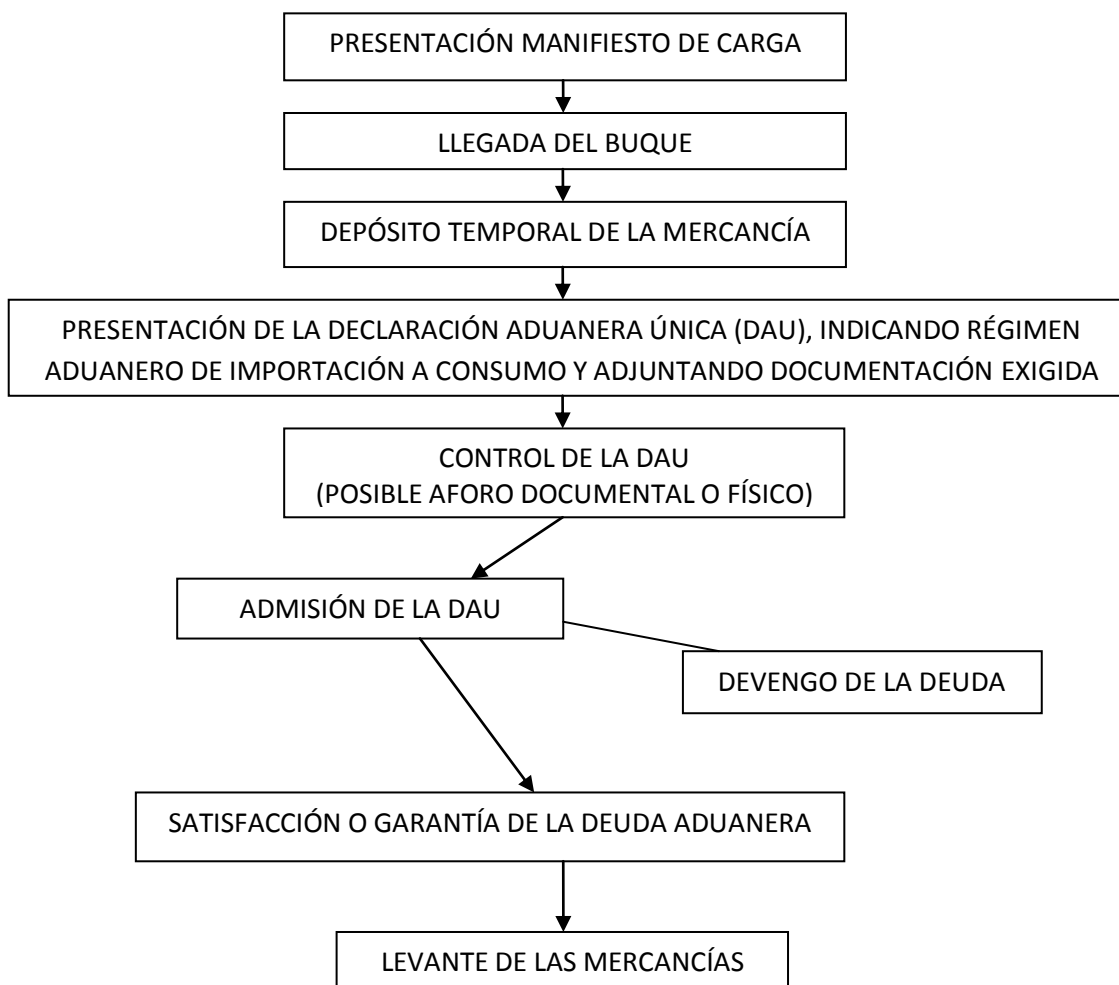 PRESENTACIÓN MANIFIESTO DE CARGA
LLEGADA DEL BUQUE
DEPÓSITO TEMPORAL DE LA MERCANCÍA
PRESENTACIÓN DE LA DECLARACIÓN ADUANERA ÚNICA (DAU), INDICANDO RÉGIMEN
ADUANERO DE IMPORTACIÓN A CONSUMO Y ADJUNTANDO DOCUMENTACIÓN EXIGIDA
CONTROL DE LA DAU
(POSIBLE AFORO DOCUMENTAL O FÍSICO)
ADMISIÓN DE LA DAU
DEVENGO DE LA DEUDA
SATISFACCIÓN O GARANTÍA DE LA DEUDA ADUANERA
LEVANTE DE LAS MERCANCÍAS